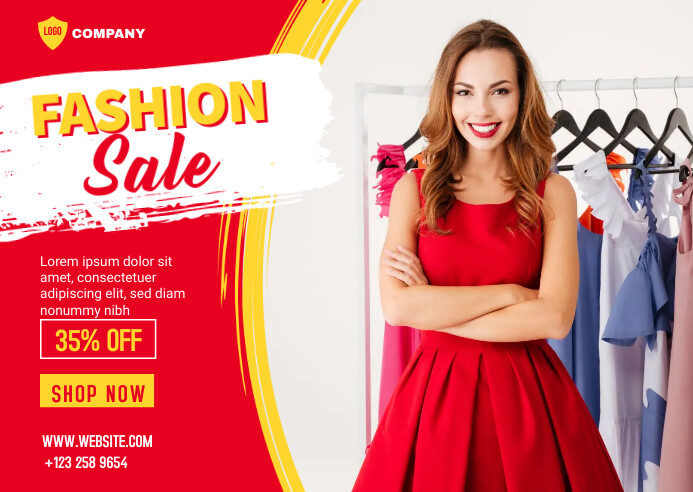 LOGO
COMPANY
FASHION
Sale
Lorem ipsum dolor sit
amet, consectetuer
adipiscing elit, sed diam
nonummy nibh
35% OFF
SHOP NOW
WWW.WEBSITE.COM
+123 258 9654